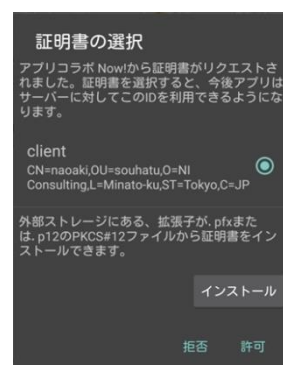 証明書の選択
アプリコラボ Now!から証明書がリクエストさ
れました。証明書を選択すると、今後アプリは
サーバーに対してこのIDを利用できるようにな
ります。
client
CN=naoaki,OU=souhatu,O=NI
Consulting,L=Minato-ku,ST=Tokyo,C=JP
外部ストレージにある、拡張子が. pfxまた
は. p12のPKCS#12ファイルから証明書をイン
ストールできます。
インストール
拒否 許可